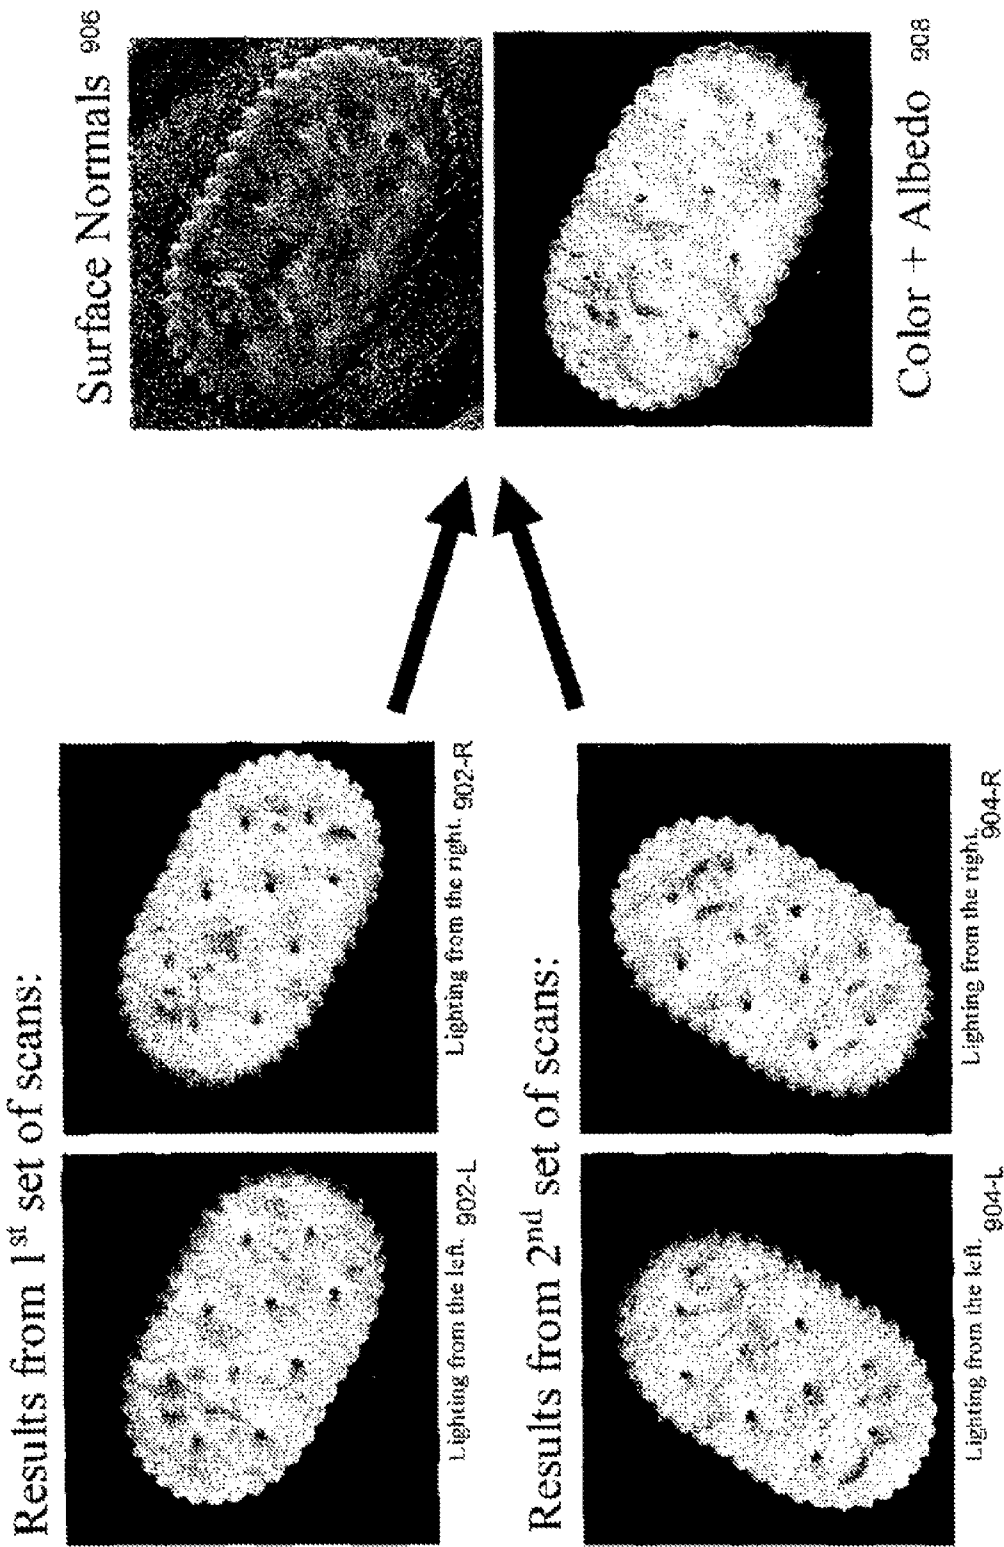 Results from 1st set of scans:
Lighting from the left. 902-L
Lighting from the right. 902-R
Results from 2nd set of scans:
Lighting from the left.
904-L
Lighting from the right.
904-R
Surface Normals 906
Color + Albedo 908